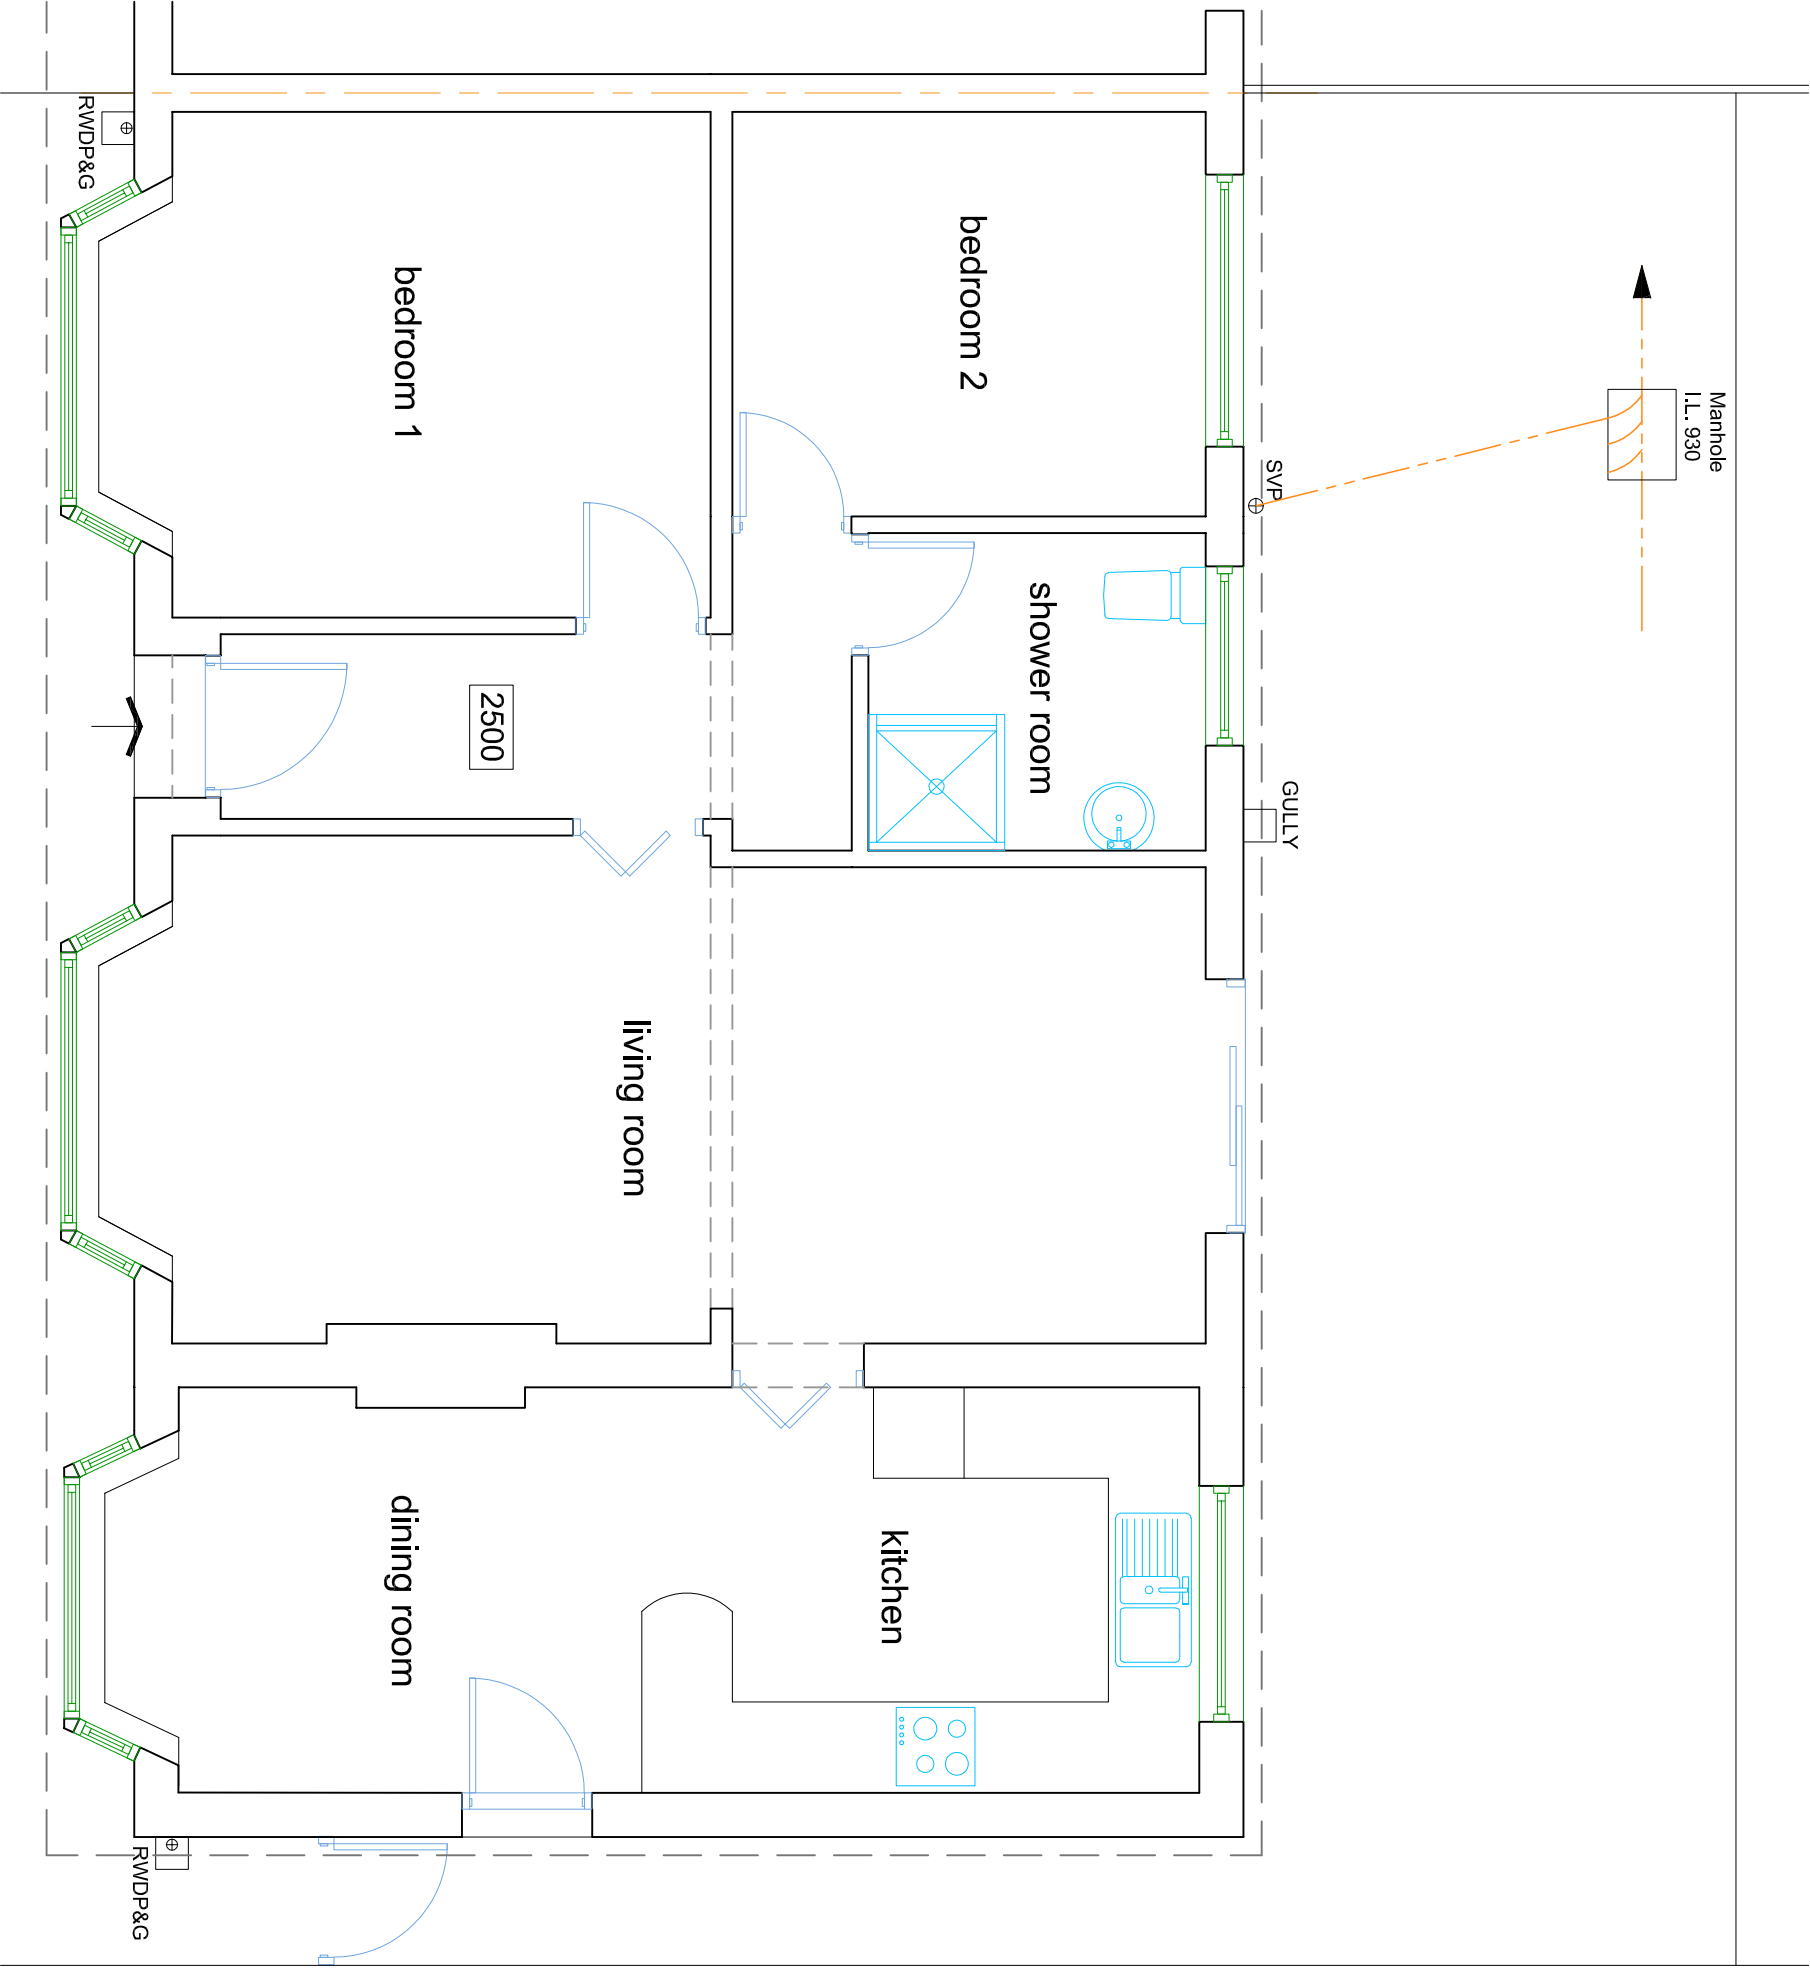 Manhole
I.L. 930
SVP
GULLY
bedroom 2
shower room
kitchen
living room
2500
bedroom 1
dining room
RWDP&G
RWDP&G